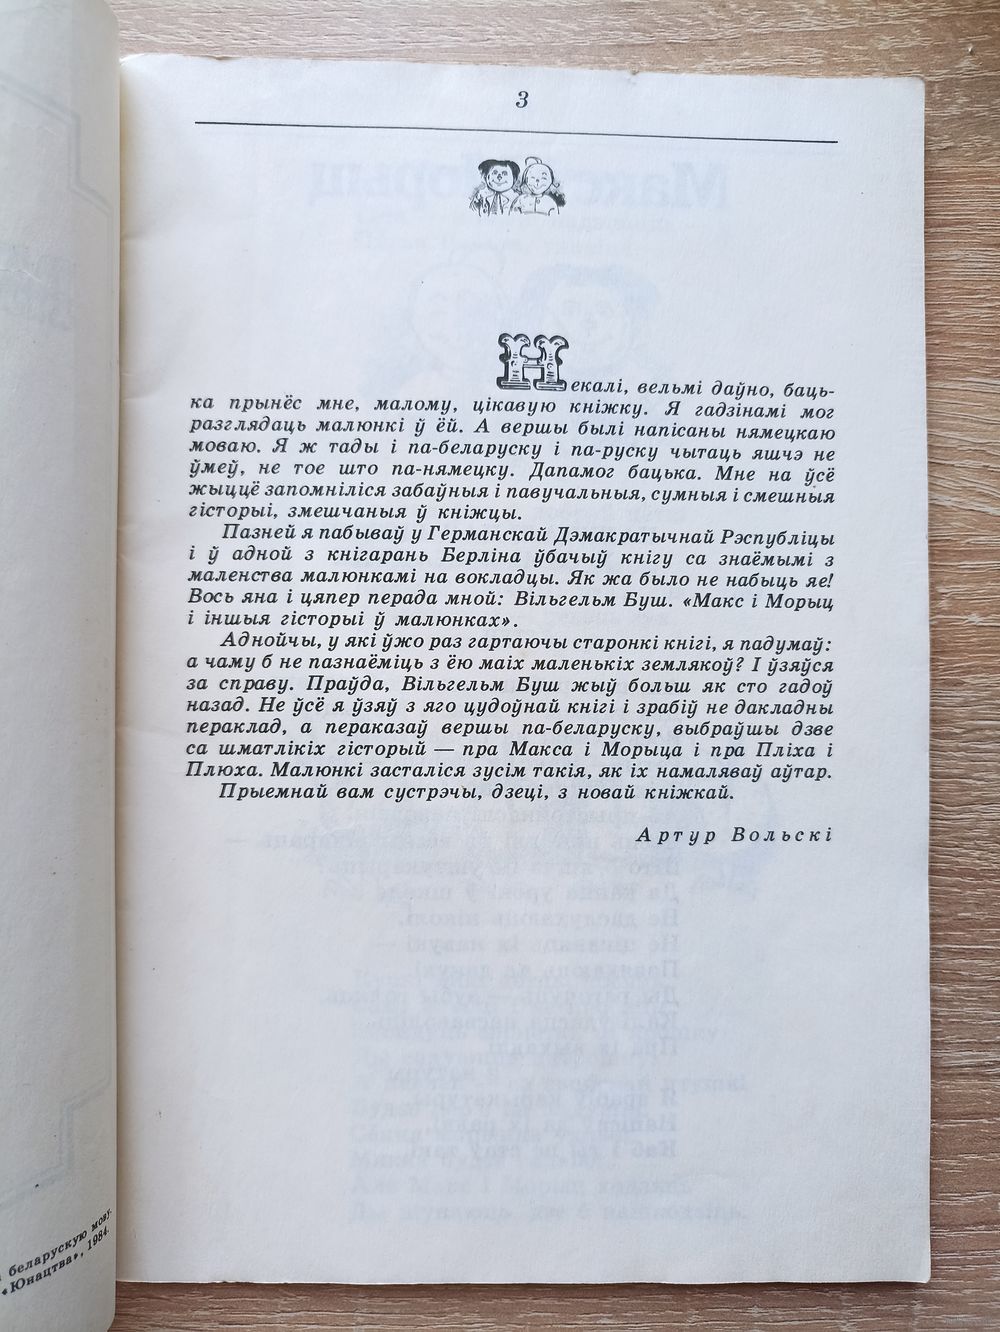 3
Некалі, вельмі даўно, баць-
ка прынёс мне, малому, цікавую кніжку. Я гадзінамі мог
разглядаць малюнкі ў ёй. А вершы былі напісаны нямецкаю
моваю. Я ж тады і па-беларуску і па-руску чытаць яшчэ не
ўмеў, не тое што па-нямецку. Дапамог бацька. Мне на ўсё
жыццё запомніліся забаўныя і павучальныя, сумныя і смешныя
гісторыі, змешчаныя ў кніжцы.
Пазней я пабываў у Германскай Дэмакратычнай Рэспубліцы
і ў адной з кнігарань Берліна ўбачыў кнігу са знаёмымі з
маленства малюнкамі на вокладцы. Як жа было не набыць яе!
Вось яна і цяпер перада мной: Вільгельм Буш. «Макс і Морыц
і іншыя гісторыі ў малюнках».
Аднойчы, у які ўжо раз гартаючы старонкі кнігі, я падумаў:
а чаму б не пазнаёміць з ёю маіх маленькіх землякоў? І ўзяўся
за справу. Праўда, Вільгельм Буш жыў больш як сто гадоў
назад. Не ўсё я ўзяў з яго цудоўнай кнігі і зрабіў не дакладны
пераклад, а пераказаў вершы па-беларуску, выбраўшы дзве
са шматлікіх гісторый — пра Макса і Морыца і пра Пліха і
Плюха. Малюнкі засталіся зусім такія, як іх намаляваў аўтар.
Прыемнай вам сустрэчы, дзеці, з новай кніжкай.
Артур Вольскі
беларускую мову.
«Юнацтва», 1984.